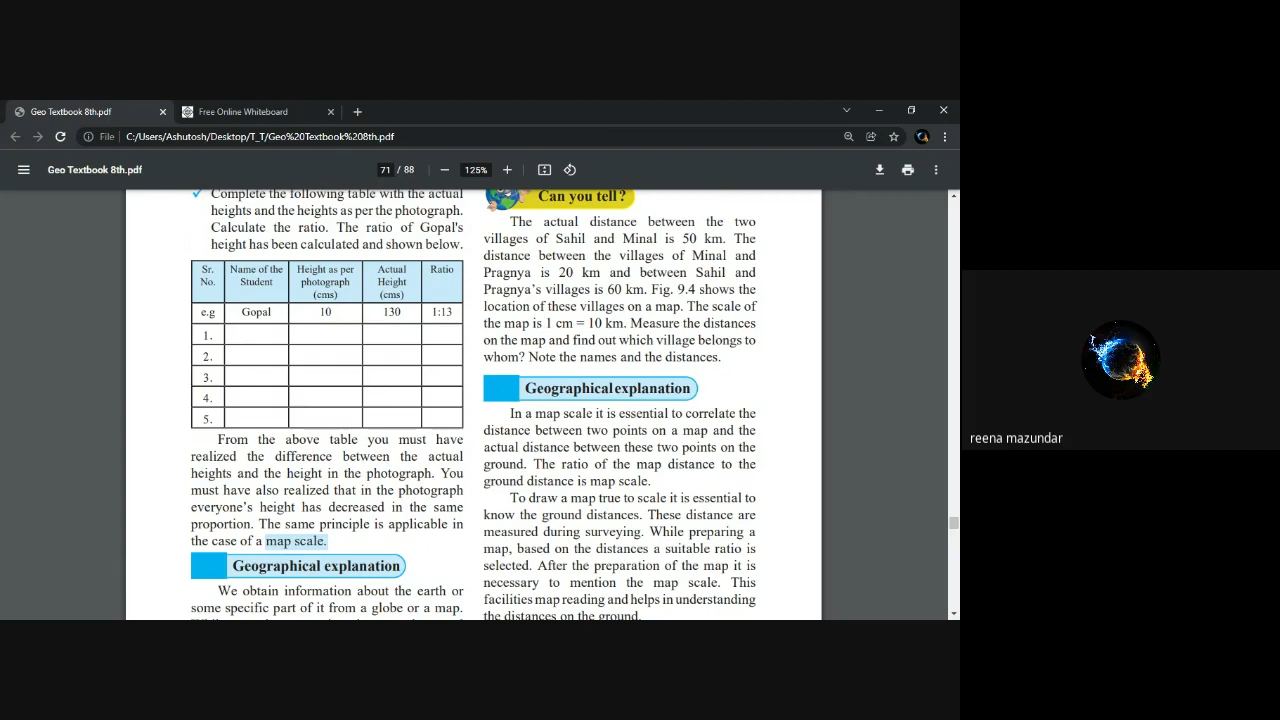 Geo Textbook 8th.pdf
Free Online Whiteboard
File
C:/Users/Ashutosh/Desktop/T_T/Geo%20Textbook%208th.pdf
Geo Textbook 8th.pdf
71 / 88
125%
Complete the following table with the actual
heights and the heights as per the photograph.
Calculate the ratio. The ratio of Gopal's
height has been calculated and shown below.
Sr. No. Name of the Student Height as per photograph (cms) Actual Height (cms) Ratio
e.g Gopal 10 130 1:13
1.
2.
3.
4.
5.
From the above table you must have
realized the difference between the actual
heights and the height in the photograph. You
must have also realized that in the photograph
everyone's height has decreased in the same
proportion. The same principle is applicable in
the case of a map scale.
Geographical explanation
We obtain information about the earth or
some specific part of it from a globe or a map.
Can you tell?
The actual distance between the two
villages of Sahil and Minal is 50 km. The
distance between the villages of Minal and
Pragnya is 20 km and between Sahil and
Pragnya's villages is 60 km. Fig. 9.4 shows the
location of these villages on a map. The scale of
the map is 1 cm = 10 km. Measure the distances
on the map and find out which village belongs to
whom? Note the names and the distances.
Geographical explanation
In a map scale it is essential to correlate the
distance between two points on a map and the
actual distance between these two points on the
ground. The ratio of the map distance to the
ground distance is map scale.
To draw a map true to scale it is essential to
know the ground distances. These distance are
measured during surveying. While preparing a
map, based on the distances a suitable ratio is
selected. After the preparation of the map it is
necessary to mention the map scale. This
facilities map reading and helps in understanding
the distances on the ground.
reena mazundar